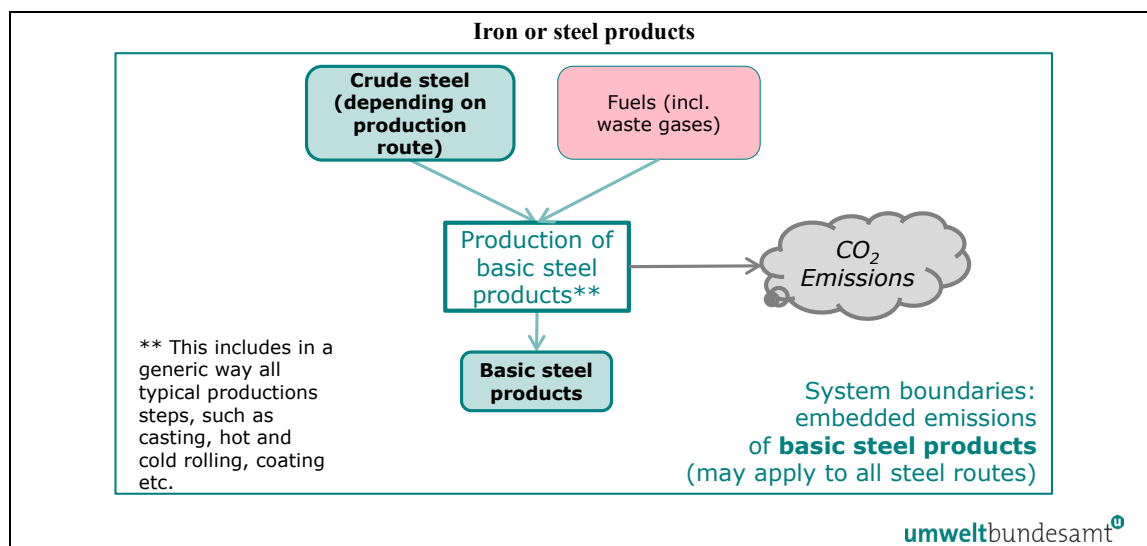 Iron or steel products
Crude steel
(depending on
production
route)
Fuels (incl.
waste gases)
Production of
basic steel
products**
CO2
Emissions
Basic steel
products
** This includes in a
generic way all
typical productions
steps, such as
casting, hot and
cold rolling, coating
etc.
System boundaries:
embedded emissions
of basic steel products
(may apply to all steel routes)
umweltbundesamt u